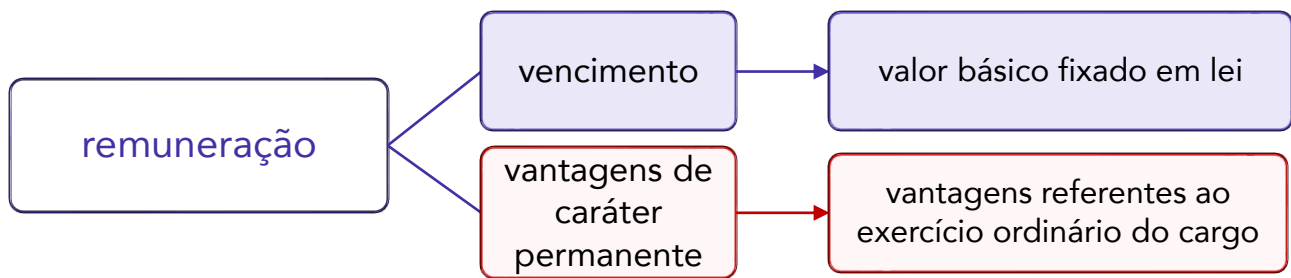 remuneração
vencimento
valor básico fixado em lei
vantagens de
caráter
permanente
vantagens referentes ao
exercício ordinário do cargo